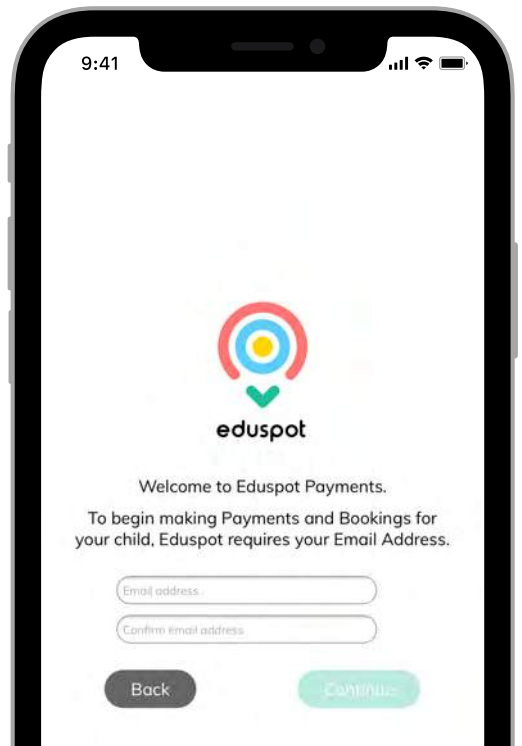 9:41
eduspot
Welcome to Eduspot Payments.
To begin making Payments and Bookings for
your child, Eduspot requires your Email Address.
Email address
Confirm email address
Back
Continue